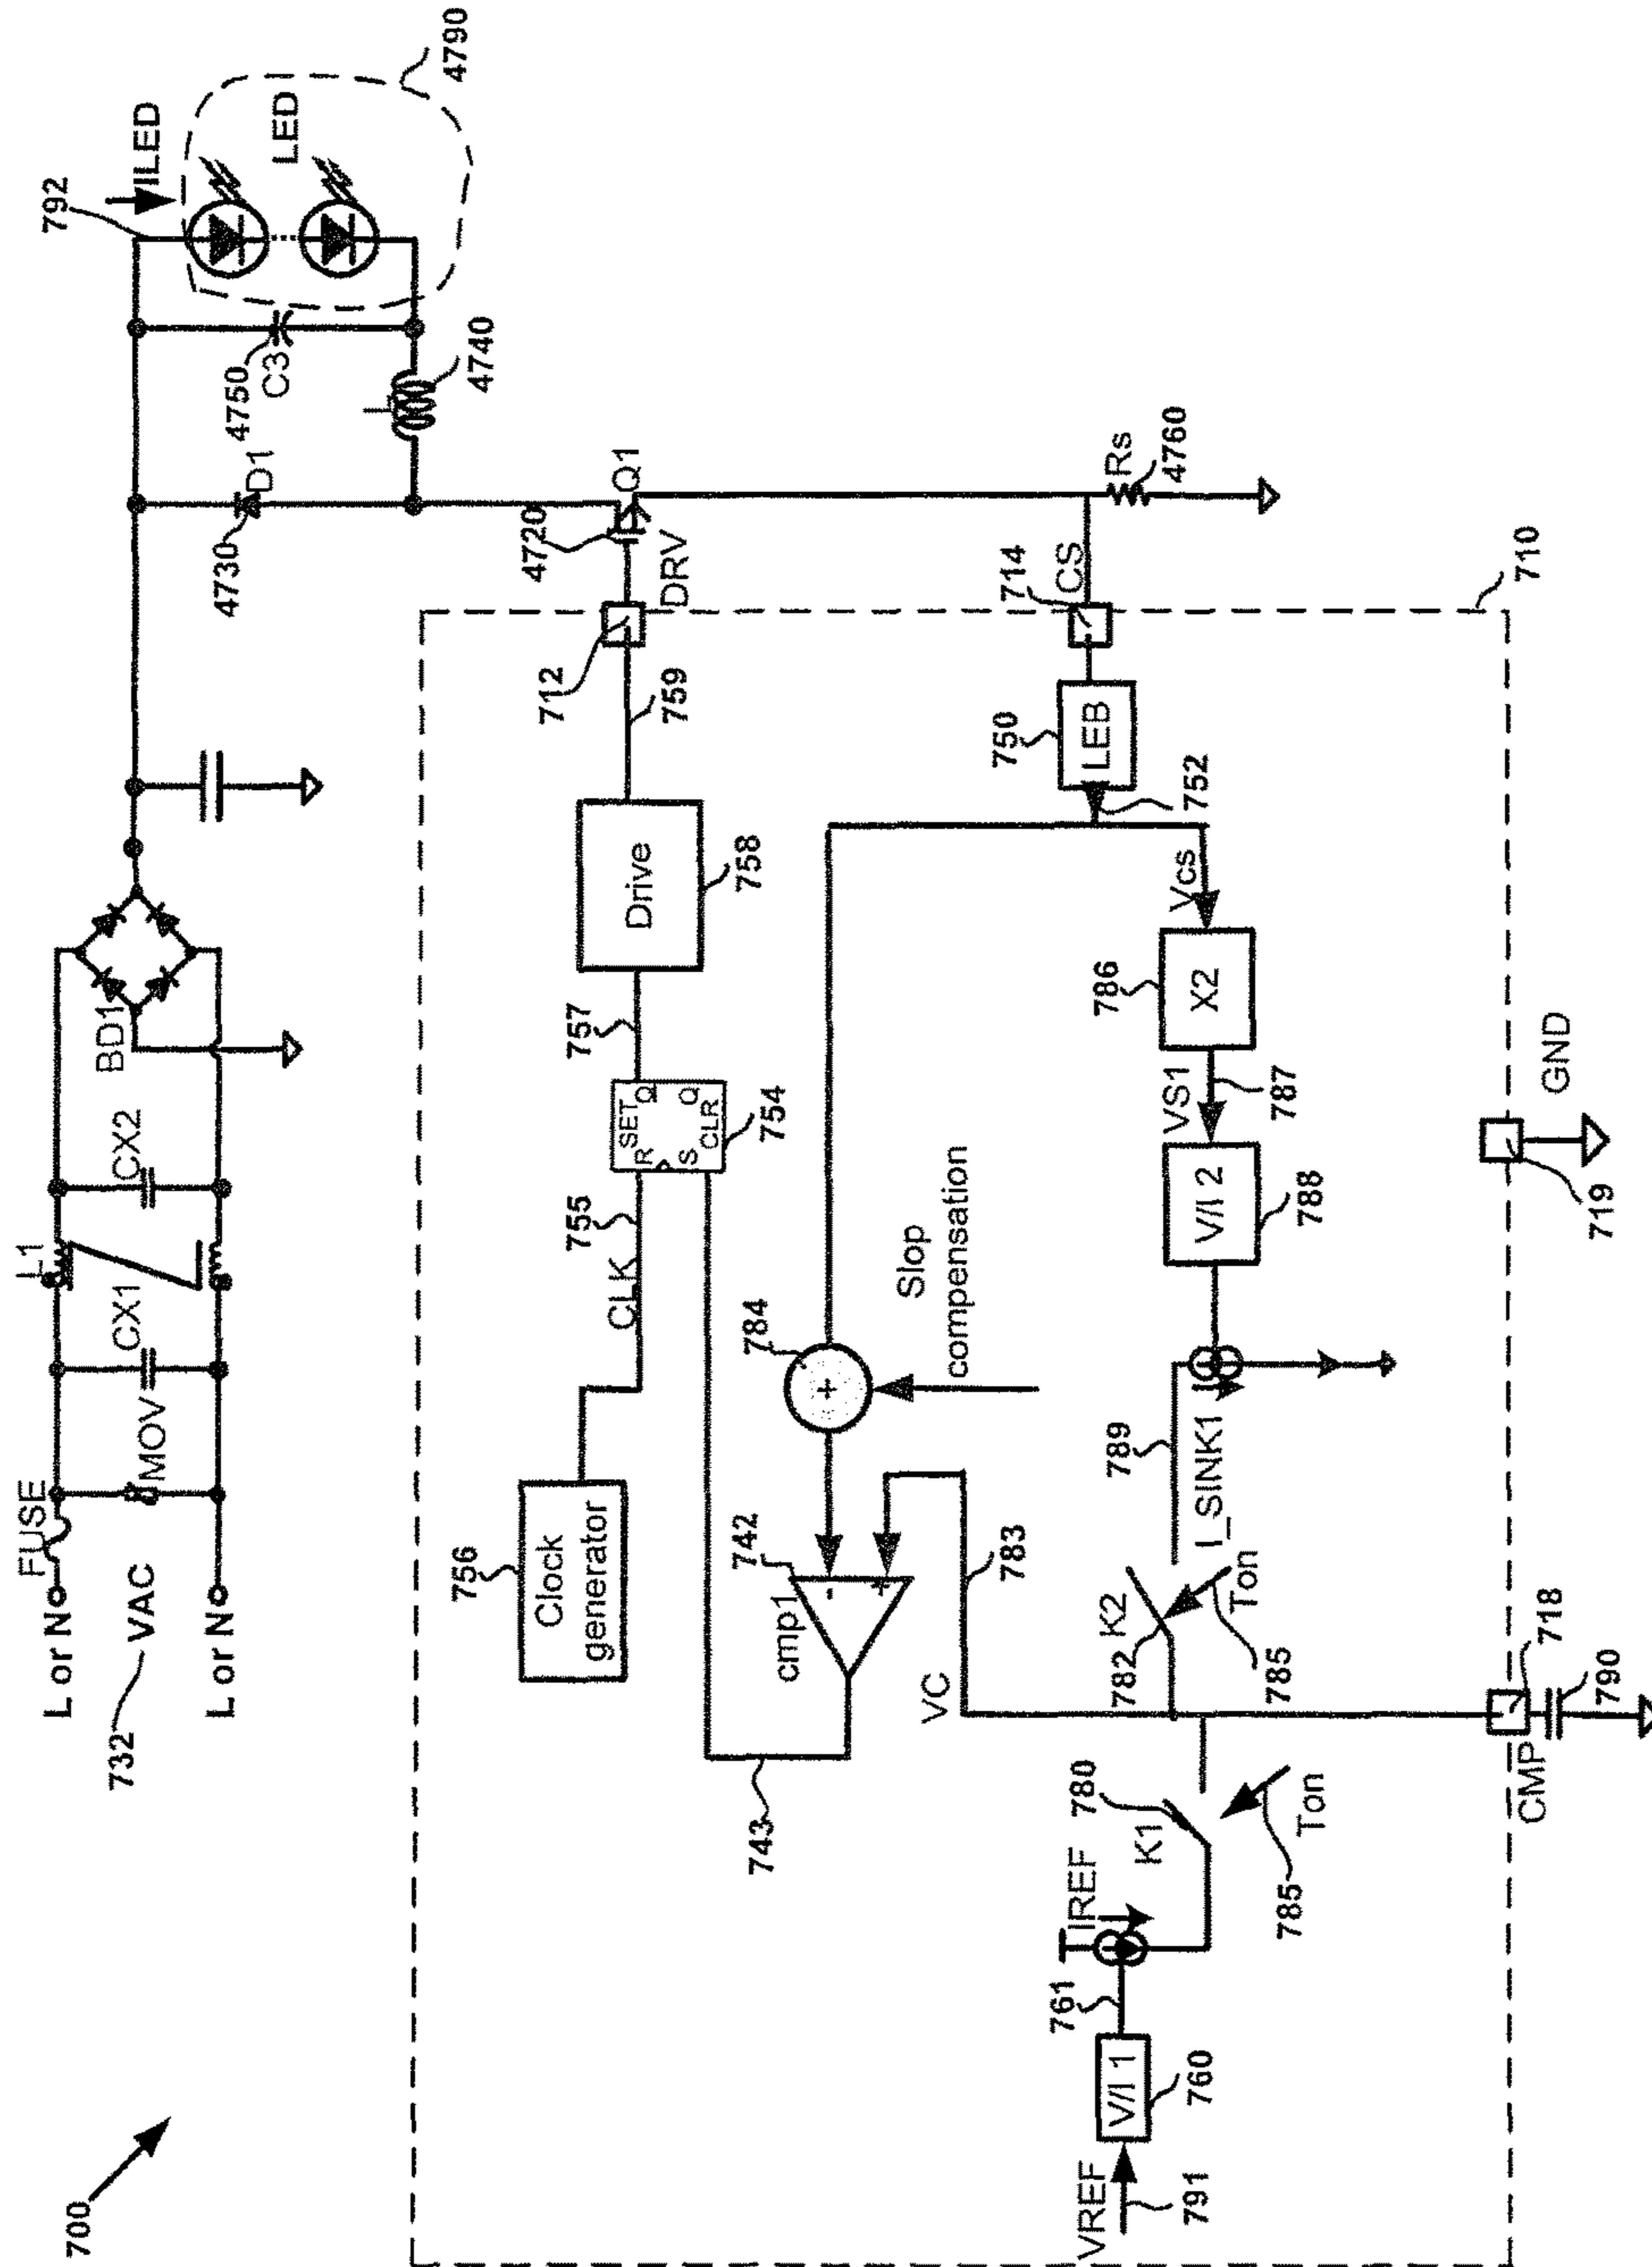 700
L or N
FUSE
732
VAC
L or N
MOV
CX1
L1
CX2
BD1
4730
D1
4750
C3
792
ILED
LED
4790
4740
4720
Q1
DRV
712
759
Drive
758
757
SET
R
Q
S
Q
CLR
754
755
CLK
756
Clock
generator
743
742
cmp1
-
+
784
+
Slop
compensation
783
VC
714
CS
Rs
4760
710
750
LEB
752
Vcs
786
X2
VS1
787
V/I 2
788
789
I_SINK1
K2
782
Ton
785
780
K1
Ton
785
IREF
761
V/I 1
760
VREF
791
CMP
718
790
719
GND